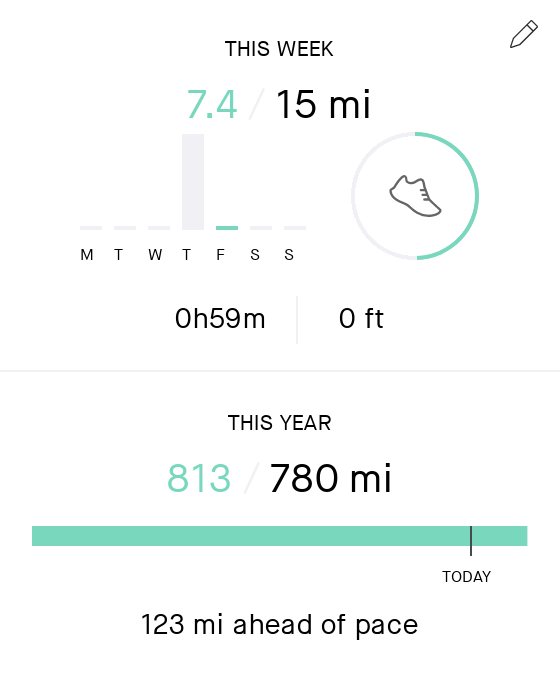 THIS WEEK
7.4 / 15 mi
M T W T F S S
0h59m 0 ft
THIS YEAR
813 / 780 mi
TODAY
123 mi ahead of pace